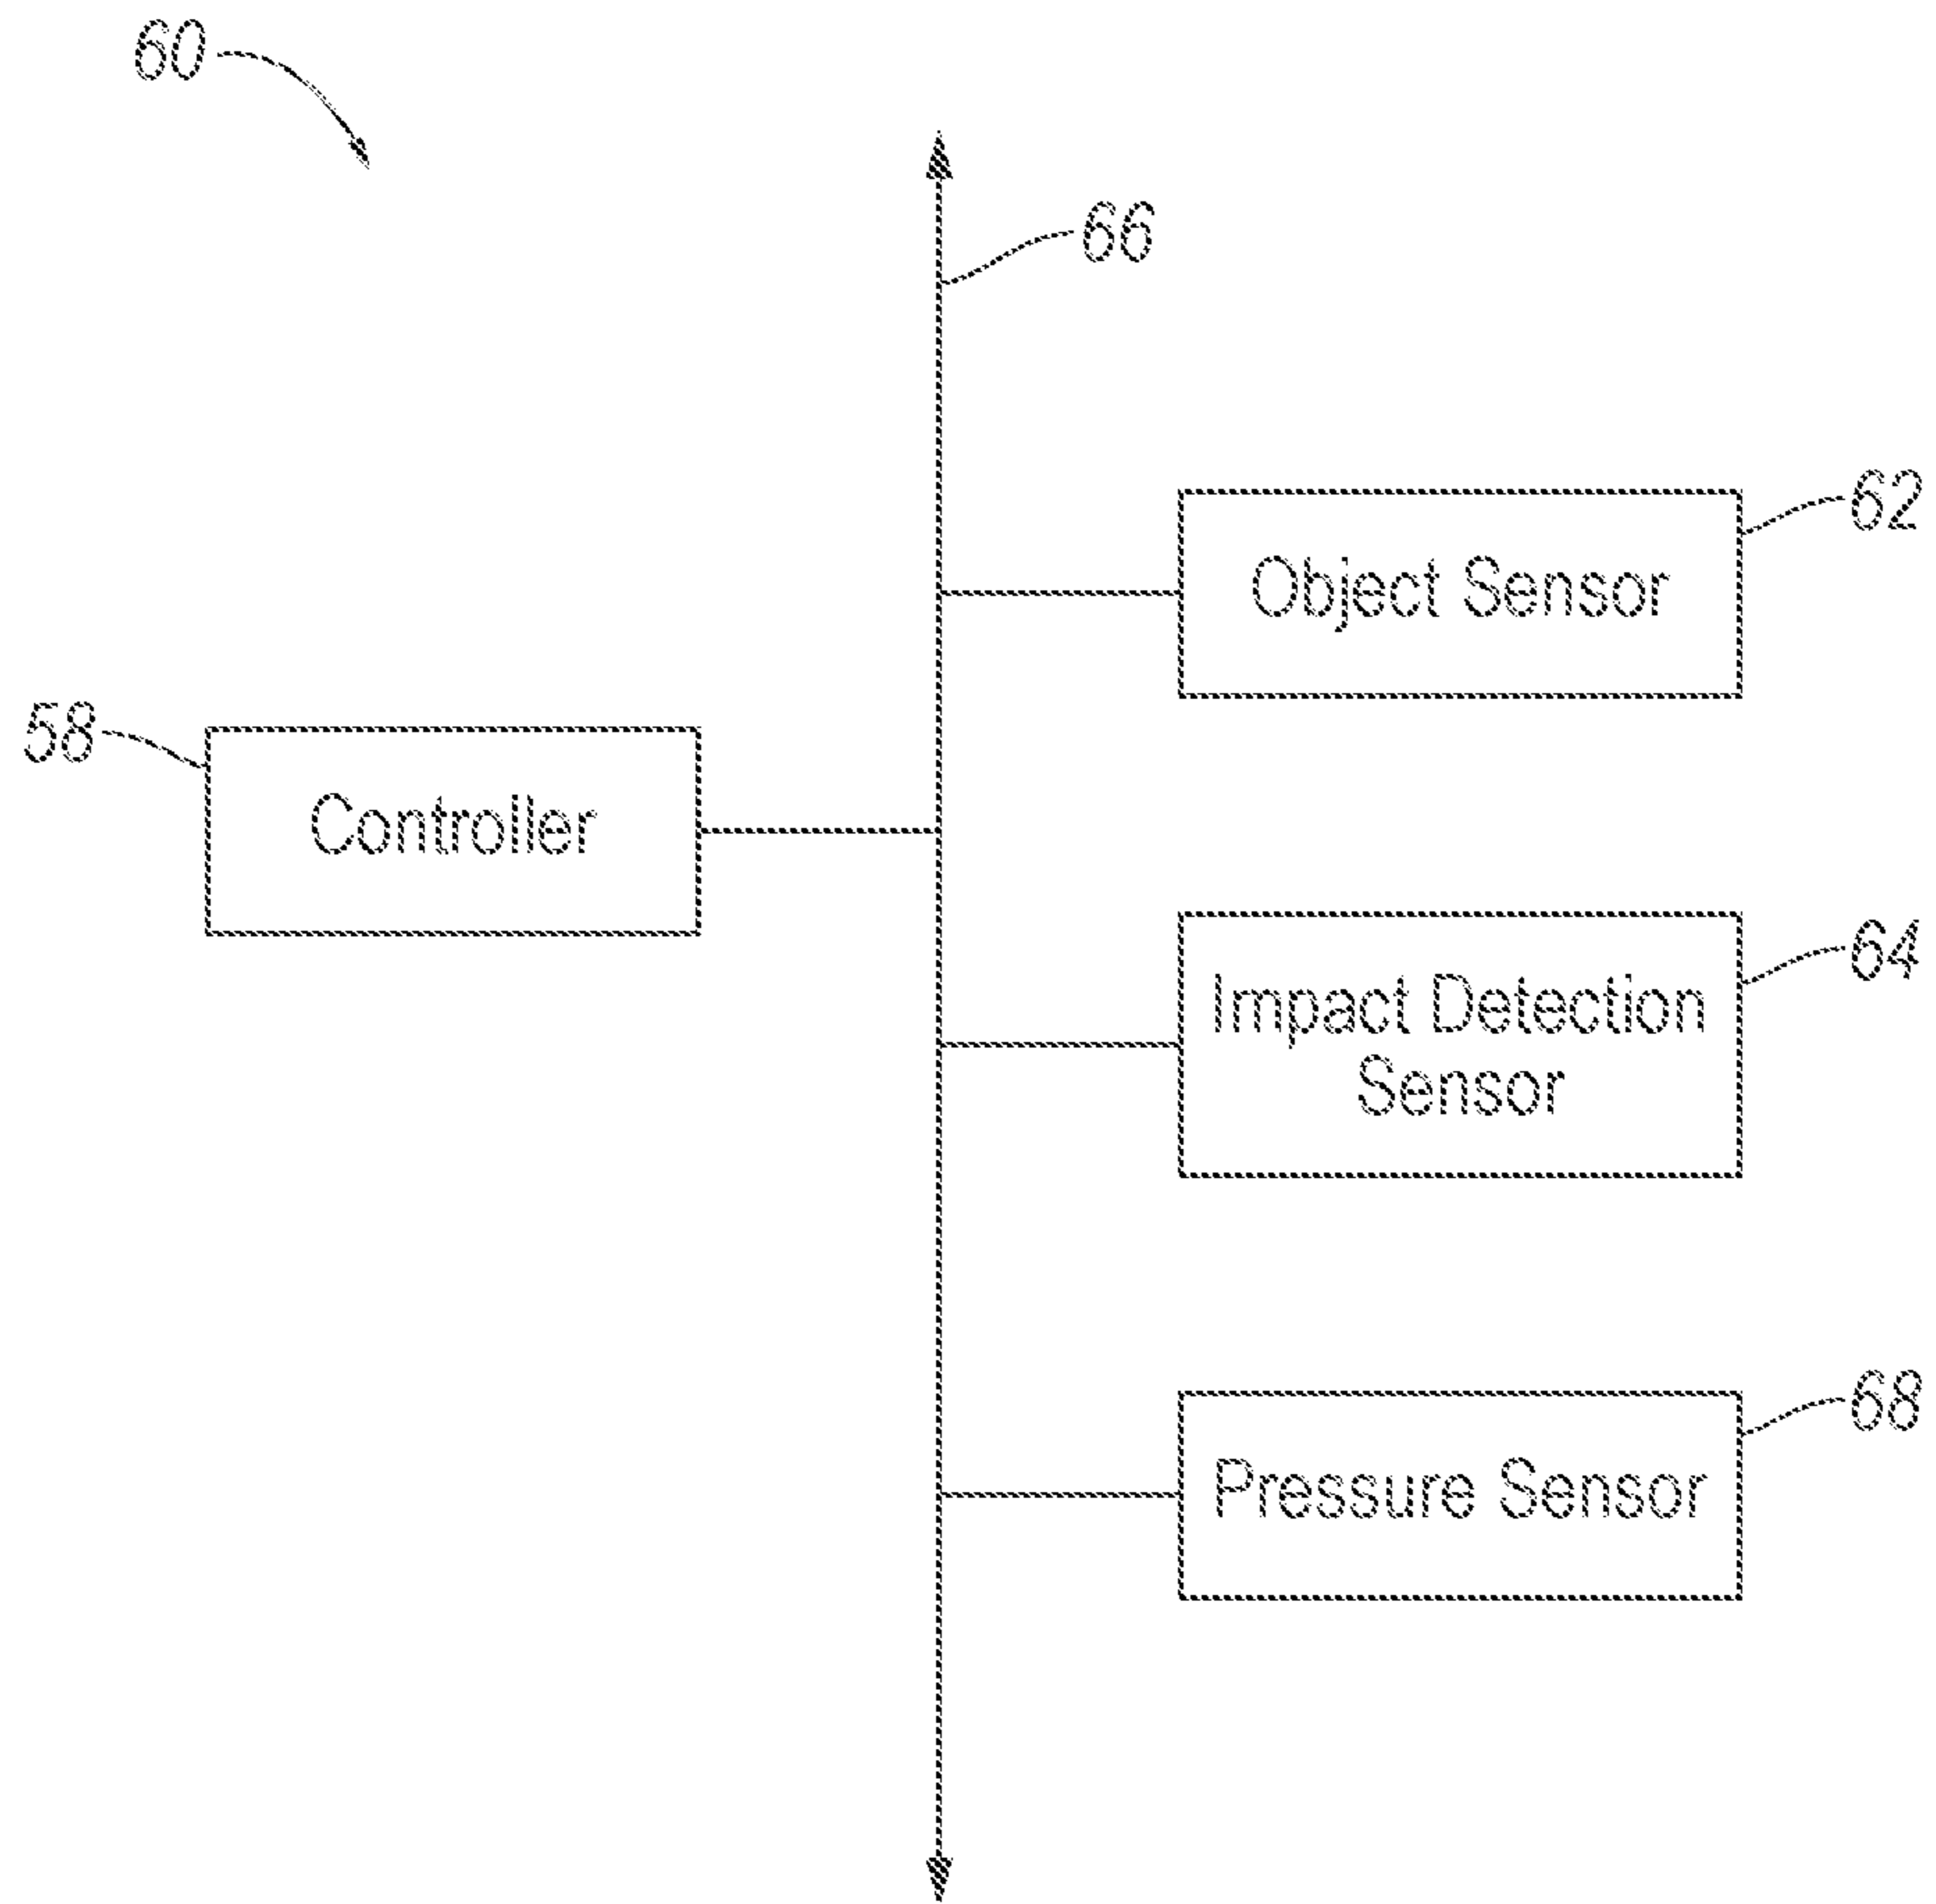 60
66
62
Object Sensor
58
Controller
64
Impact Detection
Sensor
68
Pressure Sensor